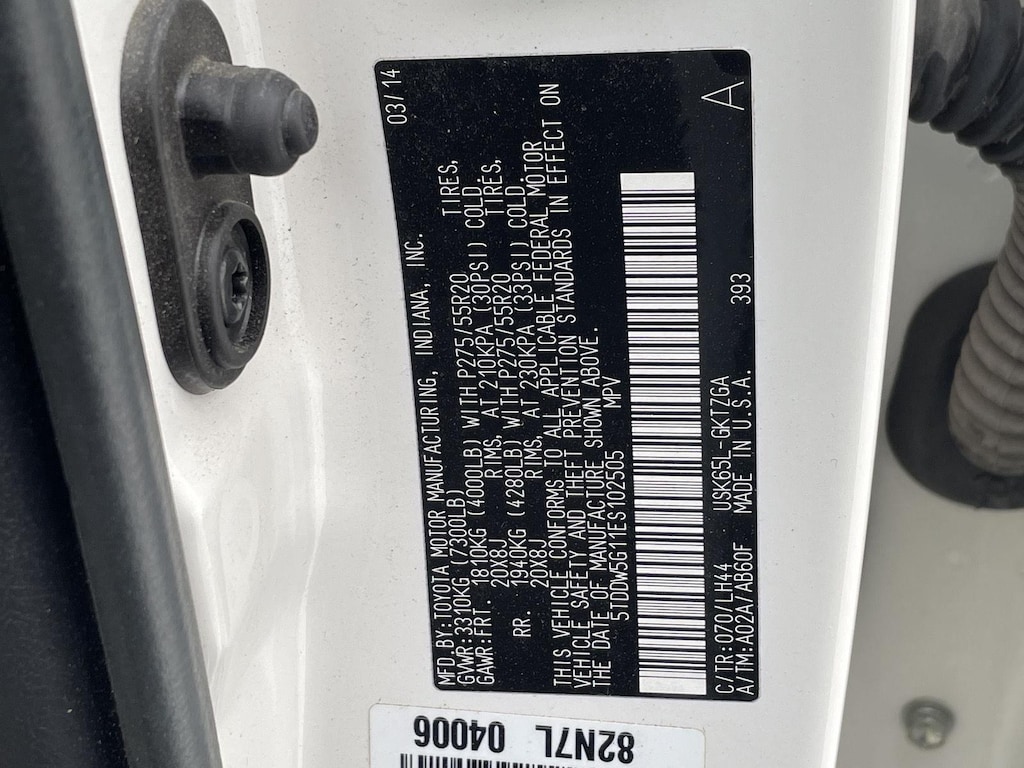 MFD BY:TOYOTA MOTOR MANUFACTURING, INDIANA, INC. 03/14
GVWR:3310KG (7300LB)
GAWR:FRT. 1810KG (4000LB) WITH P275/55R20 TIRES,
20X8J RIMS, AT 210KPA (30PSI) COLD.
RR. 1940KG (4280LB) WITH P275/55R20 TIRES,
20X8J RIMS, AT 230KPA (33PSI) COLD.
THIS VEHICLE CONFORMS TO ALL APPLICABLE FEDERAL MOTOR
VEHICLE SAFETY AND THEFT PREVENTION STANDARDS IN EFFECT ON
THE DATE OF MANUFACTURE SHOWN ABOVE.
5TDDW5G11ES102505 MPV
C/TR:070/LH44 USK65L-GKTZGA 393 A
A/TM:A02A/AB60F MADE IN U.S.A.
82N7L 04006